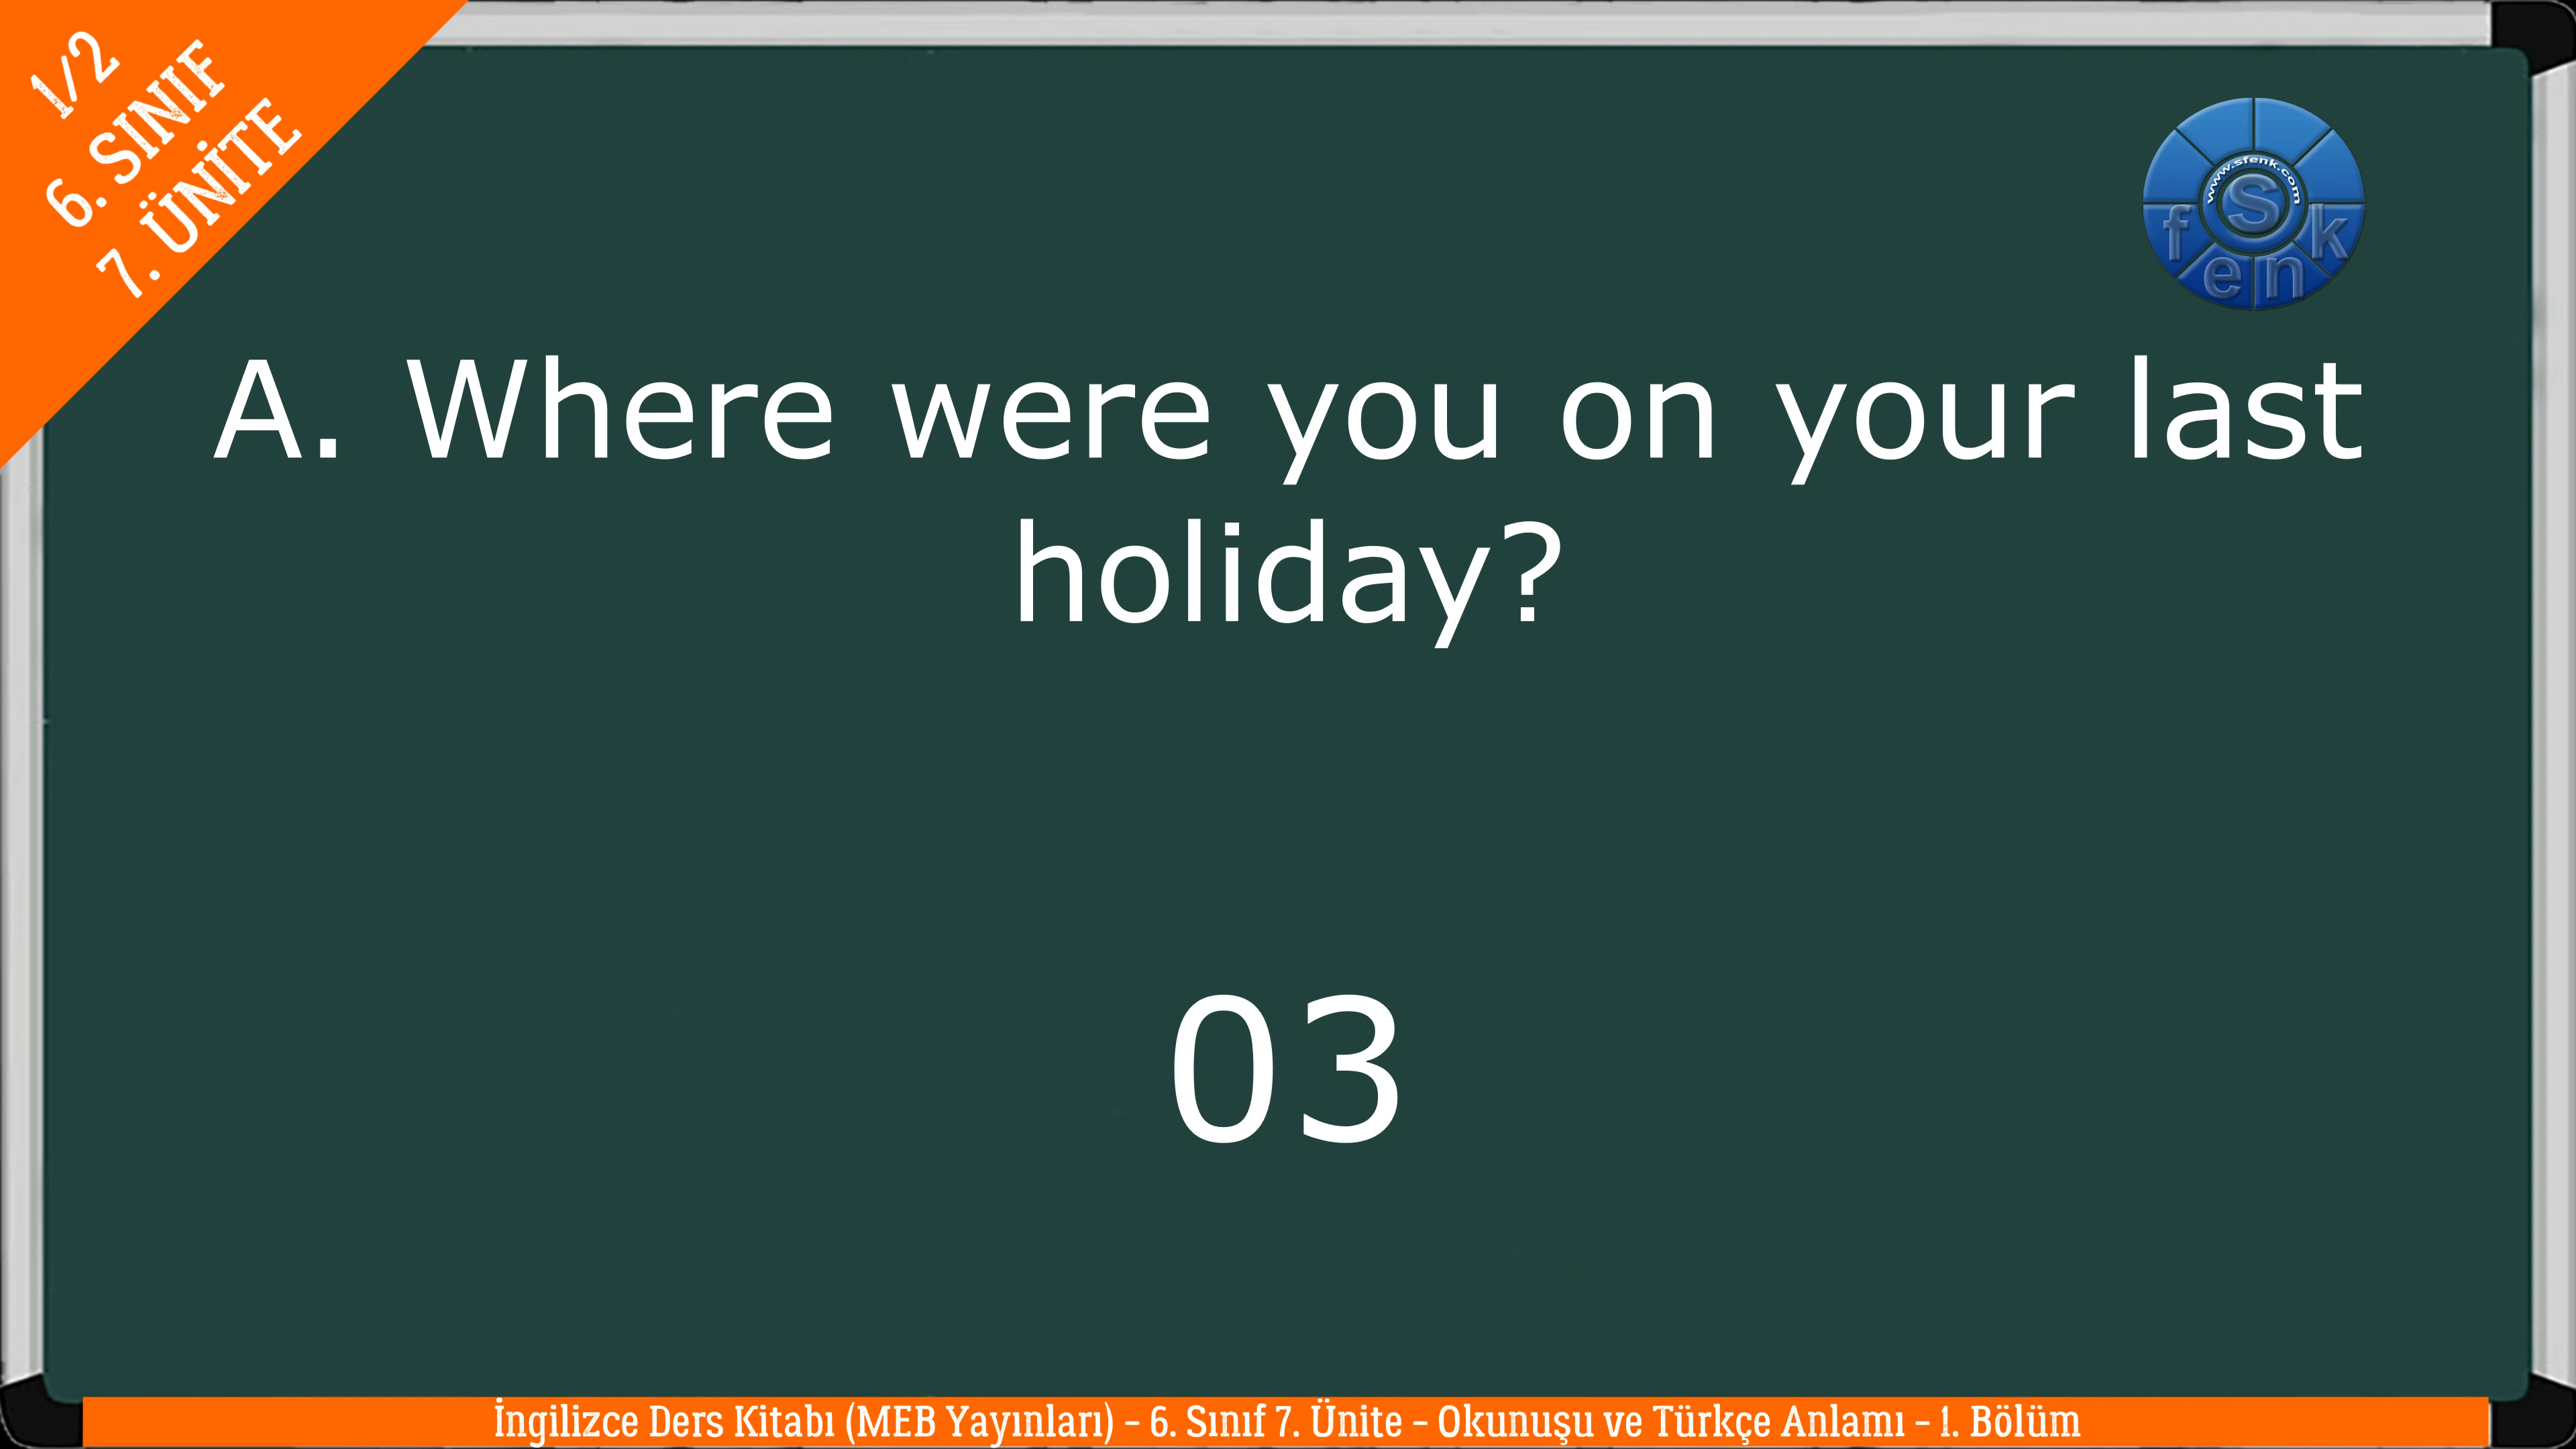 1/2
6. SINIF
7. ÜNİTE
www.sfenk.com
S
f e n k
A. Where were you on your last
holiday?
03
İngilizce Ders Kitabı (MEB Yayınları) – 6. Sınıf 7. Ünite – Okunuşu ve Türkçe Anlamı – 1. Bölüm